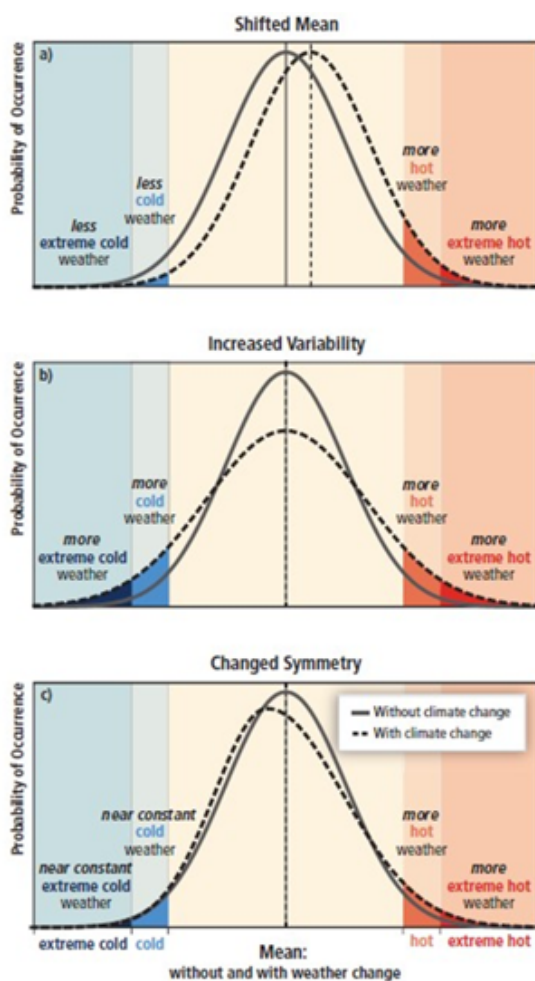 Shifted Mean
a)
Probability of Occurrence
less
extreme cold
weather
less
cold
weather
more
hot
weather
more
extreme hot
weather
Increased Variability
b)
Probability of Occurrence
more
extreme cold
weather
more
cold
weather
more
hot
weather
more
extreme hot
weather
Changed Symmetry
c)
Probability of Occurrence
Without climate change
With climate change
near constant
extreme cold
weather
near constant
cold
weather
more
hot
weather
more
extreme hot
weather
extreme cold
cold
Mean:
without and with weather change
hot
extreme hot